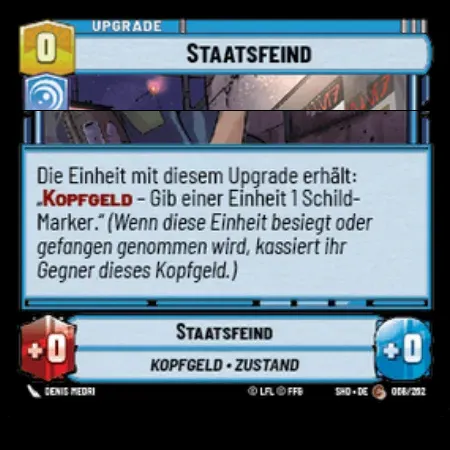 UPGRADE
0
STAATSFEIND
Die Einheit mit diesem Upgrade erhält:
„KOPFGELD – Gib einer Einheit 1 Schild-
Marker.“ (Wenn diese Einheit besiegt oder
gefangen genommen wird, kassiert ihr
Gegner dieses Kopfgeld.)
STAATSFEIND
+0
+0
KOPFGELD • ZUSTAND
DENIS MEDRI
© LFL © FFG
SHD • DE
008/262